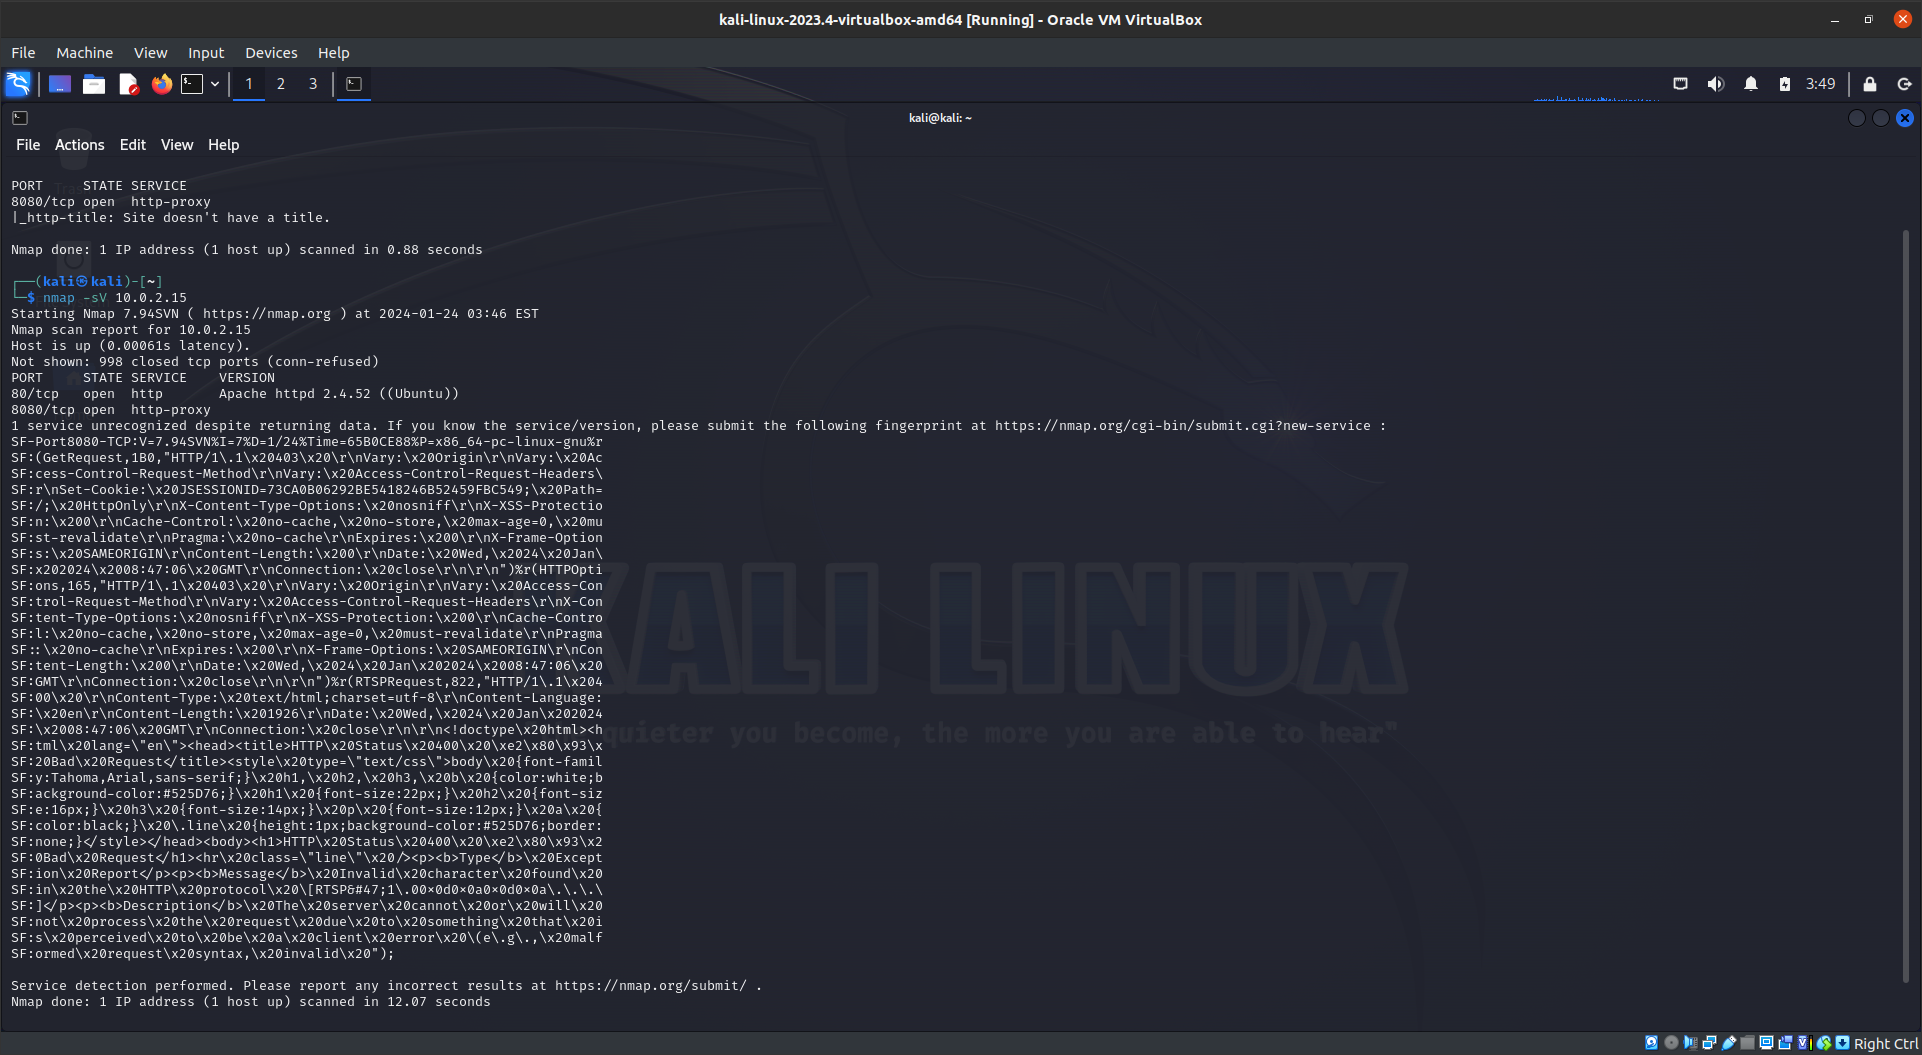 kali-linux-2023.4-virtualbox-amd64 [Running] - Oracle VM VirtualBox
File Machine View Input Devices Help
1 2 3
3:49
kali@kali: ~
File Actions Edit View Help
PORT     STATE SERVICE
8080/tcp open  http-proxy
|_http-title: Site doesn't have a title.
Nmap done: 1 IP address (1 host up) scanned in 0.88 seconds
┌──(kali㉿kali)-[~]
└─$ nmap -sV 10.0.2.15
Starting Nmap 7.94SVN ( https://nmap.org ) at 2024-01-24 03:46 EST
Nmap scan report for 10.0.2.15
Host is up (0.00061s latency).
Not shown: 998 closed tcp ports (conn-refused)
PORT     STATE SERVICE    VERSION
80/tcp   open  http       Apache httpd 2.4.52 ((Ubuntu))
8080/tcp open  http-proxy
1 service unrecognized despite returning data. If you know the service/version, please submit the following fingerprint at https://nmap.org/cgi-bin/submit.cgi?new-service :
SF-Port8080-TCP:V=7.94SVN%I=7%D=1/24%Time=65B0CE88%P=x86_64-pc-linux-gnu%r
SF:(GetRequest,1B0,"HTTP/1\.1\x20403\x20\r\nVary:\x20Origin\r\nVary:\x20Ac
SF:cess-Control-Request-Method\r\nVary:\x20Access-Control-Request-Headers\
SF:r\nSet-Cookie:\x20JSESSIONID=73CA0B06292BE5418246B52459FBC549;\x20Path=
SF:/;\x20HttpOnly\r\nX-Content-Type-Options:\x20nosniff\r\nX-XSS-Protectio
SF:n:\x200\r\nCache-Control:\x20no-cache,\x20no-store,\x20max-age=0,\x20mu
SF:st-revalidate\r\nPragma:\x20no-cache\r\nExpires:\x200\r\nX-Frame-Option
SF:s:\x20SAMEORIGIN\r\nContent-Length:\x200\r\nDate:\x20Wed,\x2024\x20Jan\
SF:x202024\x2008:47:06\x20GMT\r\nConnection:\x20close\r\n\r\n")%r(HTTPOpti
SF:ons,165,"HTTP/1\.1\x20403\x20\r\nVary:\x20Origin\r\nVary:\x20Access-Con
SF:trol-Request-Method\r\nVary:\x20Access-Control-Request-Headers\r\nX-Con
SF:tent-Type-Options:\x20nosniff\r\nX-XSS-Protection:\x200\r\nCache-Contro
SF:l:\x20no-cache,\x20no-store,\x20max-age=0,\x20must-revalidate\r\nPragma
SF::\x20no-cache\r\nExpires:\x200\r\nX-Frame-Options:\x20SAMEORIGIN\r\nCon
SF:tent-Length:\x200\r\nDate:\x20Wed,\x2024\x20Jan\x202024\x2008:47:06\x20
SF:GMT\r\nConnection:\x20close\r\n\r\n")%r(RTSPRequest,822,"HTTP/1\.1\x204
SF:00\x20\r\nContent-Type:\x20text/html;charset=utf-8\r\nContent-Language:
SF:\x20en\r\nContent-Length:\x201926\r\nDate:\x20Wed,\x2024\x20Jan\x202024
SF:\x2008:47:06\x20GMT\r\nConnection:\x20close\r\n\r\n<!doctype\x20html><h
SF:tml\x20lang=\"en\"><head><title>HTTP\x20Status\x20400\x20\xe2\x80\x93\x
SF:20Bad\x20Request</title><style\x20type=\"text/css\">body\x20{font-famil
SF:y:Tahoma,Arial,sans-serif;}\x20h1,\x20h2,\x20h3,\x20b\x20{color:white;b
SF:ackground-color:#525D76;}\x20h1\x20{font-size:22px;}\x20h2\x20{font-siz
SF:e:16px;}\x20h3\x20{font-size:14px;}\x20p\x20{font-size:12px;}\x20a\x20{
SF:color:black;}\x20\.line\x20{height:1px;background-color:#525D76;border:
SF:none;}</style></head><body><h1>HTTP\x20Status\x20400\x20\xe2\x80\x93\x2
SF:0Bad\x20Request</h1><hr\x20class=\"line\"\x20/><p><b>Type</b>\x20Except
SF:ion\x20Report</p><p><b>Message</b>\x20Invalid\x20character\x20found\x20
SF:in\x20the\x20HTTP\x20protocol\x20\[RTSP&#47;1\.00×0d0×0a0×0d0×0a\.\.\.\
SF:]</p><p><b>Description</b>\x20The\x20server\x20cannot\x20or\x20will\x20
SF:not\x20process\x20the\x20request\x20due\x20to\x20something\x20that\x20i
SF:s\x20perceived\x20to\x20be\x20a\x20client\x20error\x20\(e\.g\.,\x20malf
SF:ormed\x20request\x20syntax,\x20invalid\x20");
KALI LINUX
quieter you become, the more you are able to hear"
Service detection performed. Please report any incorrect results at https://nmap.org/submit/ .
Nmap done: 1 IP address (1 host up) scanned in 12.07 seconds
Right Ctrl